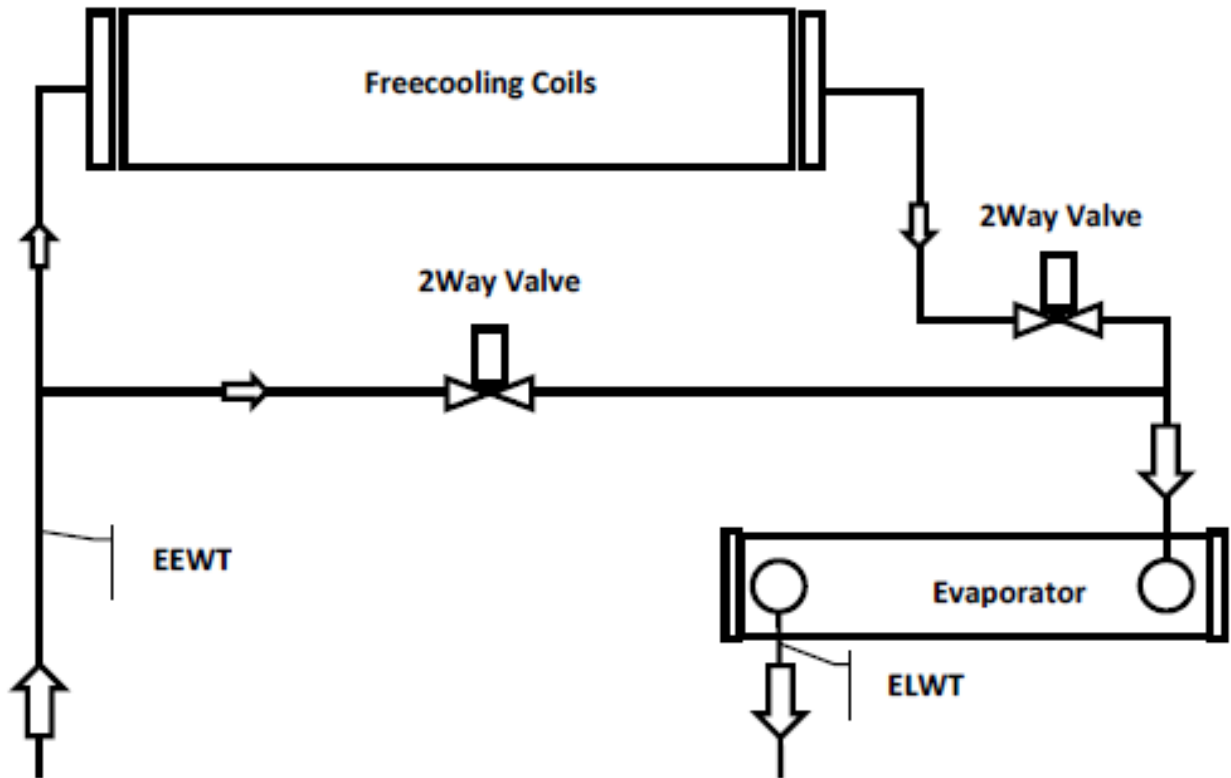 Freecooling Coils
2Way Valve
2Way Valve
EEWT
Evaporator
ELWT